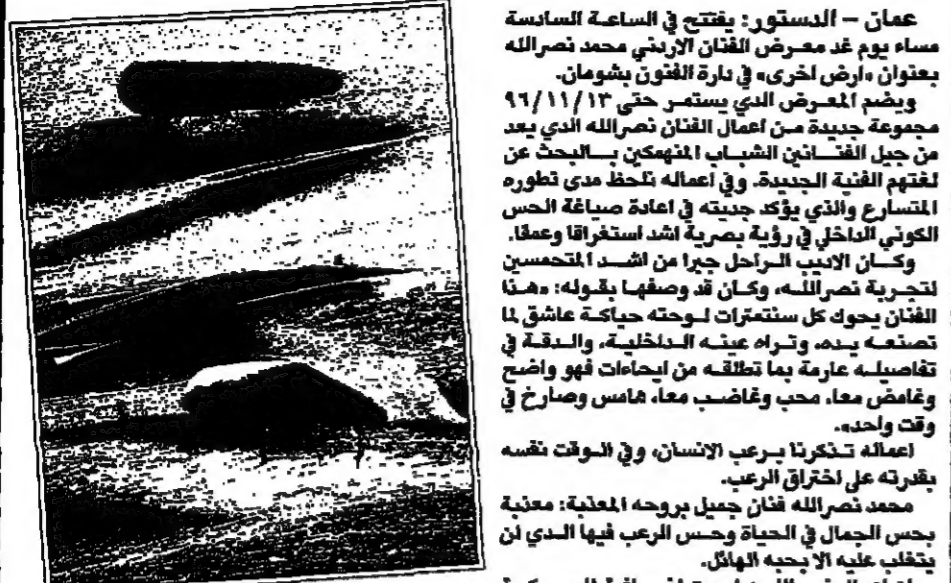 عمان – الدستور: يفتتح في الساعة السادسة
مساء يوم غد معرض الفنان الاردني محمد نصرالله
بعنوان «ارض اخرى» في دارة الفنون بشومان.
ويضم المعرض الذي يستمر حتى ٩٦/١١/١٣
مجموعة جديدة من اعمال الفنان نصرالله الذي يعد
من جيل الفنانين الشباب المنهمكين بالبحث عن
لغتهم الفنية الجديدة. وفي اعماله نلحظ مدى تطوره
المتسارع والذي يؤكد جديته في اعادة صياغة الحس
الكوني الداخلي في رؤية بصرية اشد استغراقا وعمقا.
وكان الاديب الراحل جبرا من اشد المتحمسين
لتجربة نصرالله، وكان قد وصفها بقوله: «هذا
الفنان يحوك كل سنتمترات لوحته حياكة عاشق لما
تصنعه يده، وتراه عينه الداخلية، والدقة في
تفاصيله عارمة بما تطلقه من ايحاءات فهو واضح
وغامض معا، محب وغاضب معا، هامس وصارخ في
وقت واحد».
اعماله تذكرنا برعب الانسان، وفي الوقت نفسه
بقدرته على اختراق الرعب.
محمد نصرالله فنان جميل بروحه المعذبة: معذبة
بحس الجمال في الحياة وحس الرعب فيها الذي لن
يتغلب عليه الا بحبه الهائل.